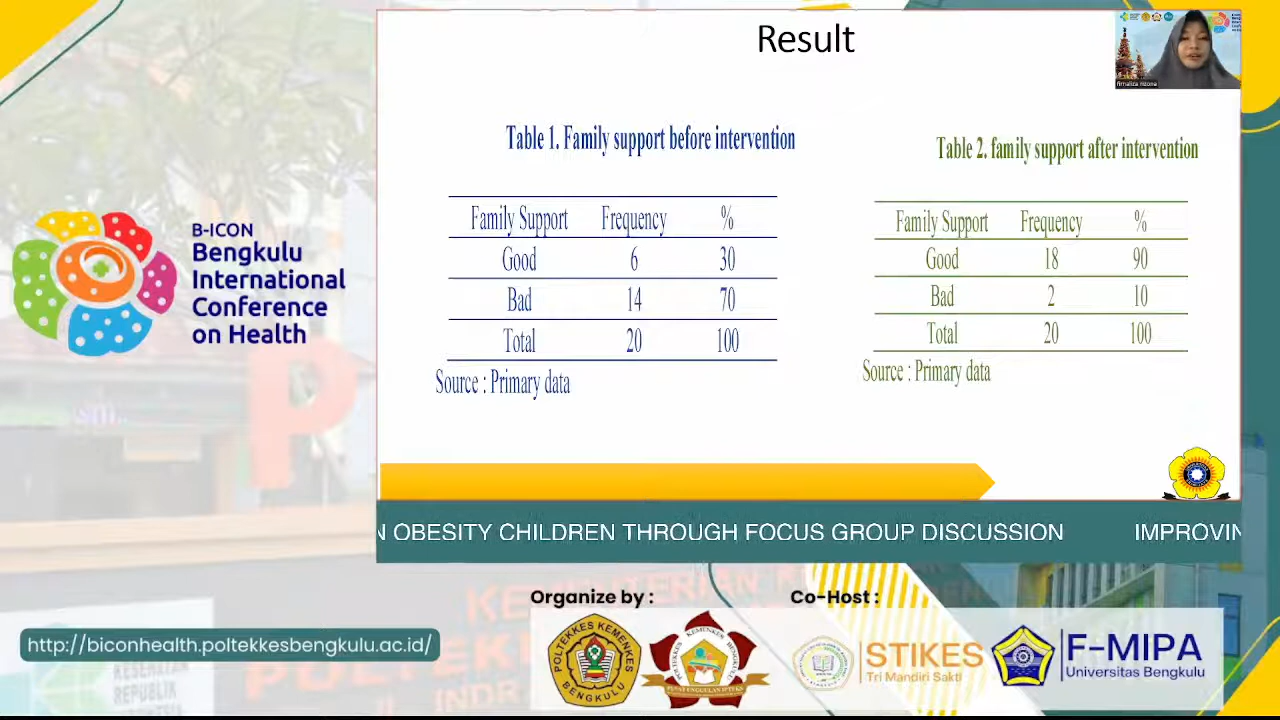 Result
Table 1. Family support before intervention
Family Support Frequency %
Good 6 30
Bad 14 70
Total 20 100
Source : Primary data
Table 2. family support after intervention
Family Support Frequency %
Good 18 90
Bad 2 10
Total 20 100
Source : Primary data
B-ICON
Bengkulu
International
Conference
on Health
N OBESITY CHILDREN THROUGH FOCUS GROUP DISCUSSION IMPROVIN
Organize by :
Co-Host :
http://biconhealth.poltekkesbengkulu.ac.id/
POLTEKKES KEMENKES
BENGKULU
STIKES
Tri Mandiri Sakti
F-MIPA
Universitas Bengkulu